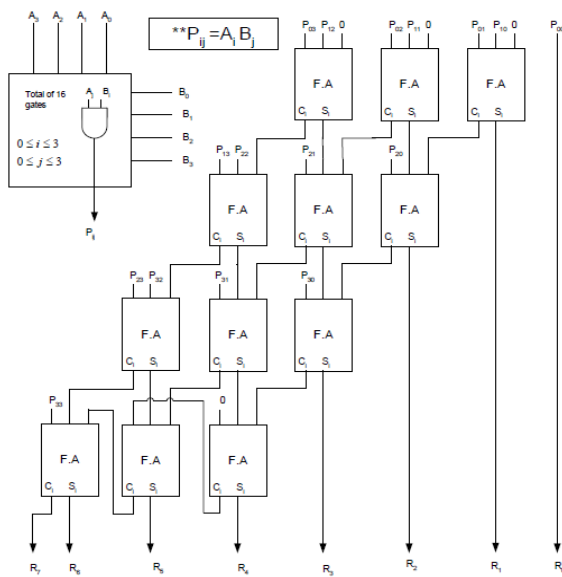 A3 A2 A1 A0
**Pij =Ai Bj
P03 P12 0 P02 P11 0 P01 P10 0 P00
Total of 16
gates
Ai Bi
0 ≤ i ≤ 3
0 ≤ j ≤ 3
B0
B1
B2
B3
Pij
F.A F.A F.A
Ci Si Ci Si Ci Si
P13 P22 P21 P20
F.A F.A F.A
Ci Si Ci Si Ci Si
P23 P32 P31 P30
F.A F.A F.A
Ci Si Ci Si Ci Si
P33 0
F.A F.A F.A
Ci Si Ci Si Ci Si
R7 R6 R5 R4 R3 R2 R1